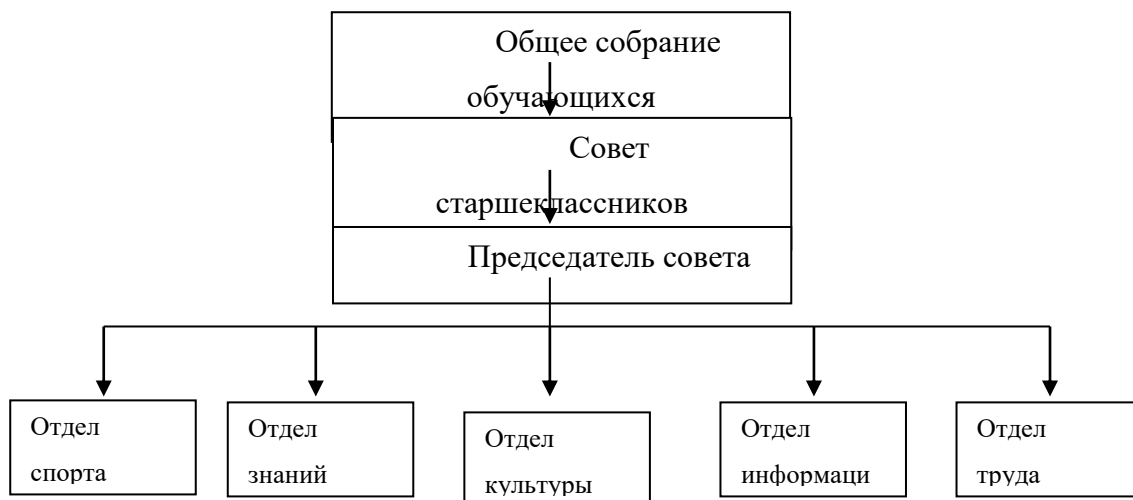 Общее собрание
обучающихся
Совет
старшеклассников
Председатель совета
Отдел
спорта
Отдел
знаний
Отдел
культуры
Отдел
информаци
Отдел
труда